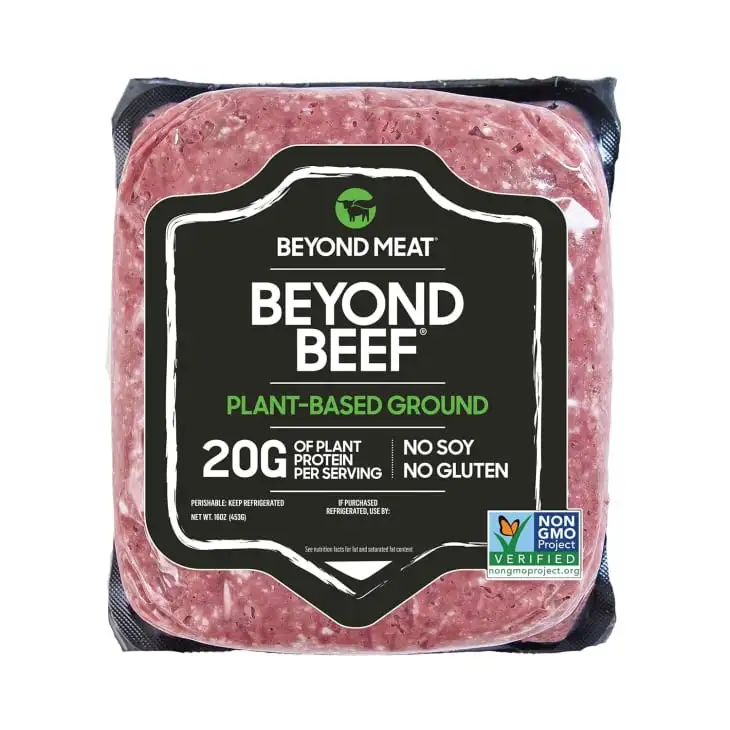 BEYOND MEAT®
BEYOND
BEEF®
PLANT-BASED GROUND
20G
OF PLANT
PROTEIN
PER SERVING
NO SOY
NO GLUTEN
PERISHABLE: KEEP REFRIGERATED
NET WT. 16OZ (453G)
IF PURCHASED
REFRIGERATED, USE BY:
See nutrition facts for fat and saturated fat content
NON
GMO
Project
VERIFIED
nongmoproject.org